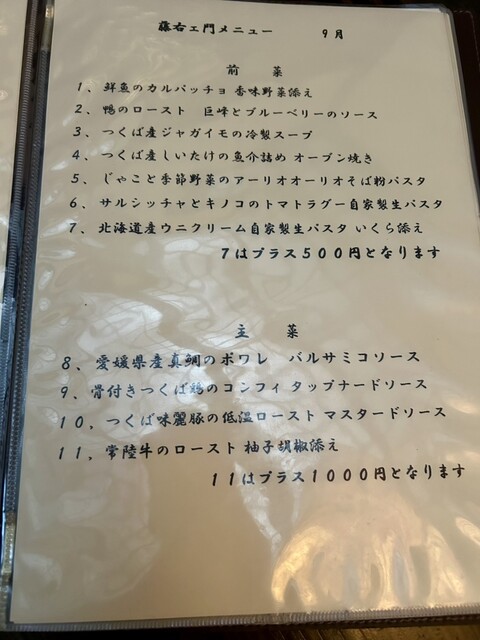 藤右ェ門メニュー　９月
前　菜
１、鮮魚のカルパッチョ 香味野菜添え
２、鴨のロースト　巨峰とブルーベリーのソース
３、つくば産ジャガイモの冷製スープ
４、つくば産しいたけの魚介詰め オーブン焼き
５、じゃこと季節野菜のアーリオオーリオそば粉パスタ
６、サルシッチャとキノコのトマトラグー自家製生パスタ
７、北海道産ウニクリーム自家製生パスタ いくら添え
７はプラス５００円となります
主　菜
８、愛媛県産真鯛のポワレ　バルサミコソース
９、骨付きつくば鶏のコンフィ タップナードソース
１０、つくば味麗豚の低温ロースト マスタードソース
１１，常陸牛のロースト 柚子胡椒添え
１１はプラス１０００円となります